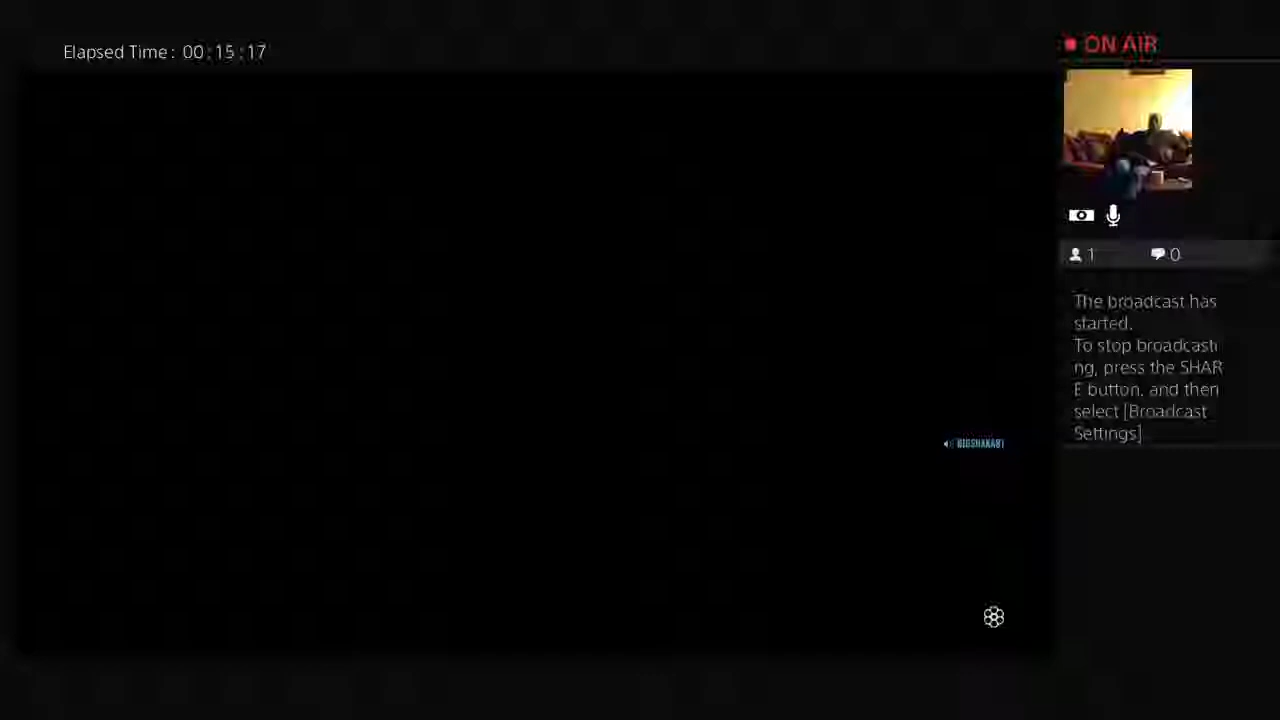 Elapsed Time: 00:15:17
ON AIR
1
0
The broadcast has
started.
To stop broadcasti
ng, press the SHAR
E button, and then
select [Broadcast
Settings]
BIGSHAKA81